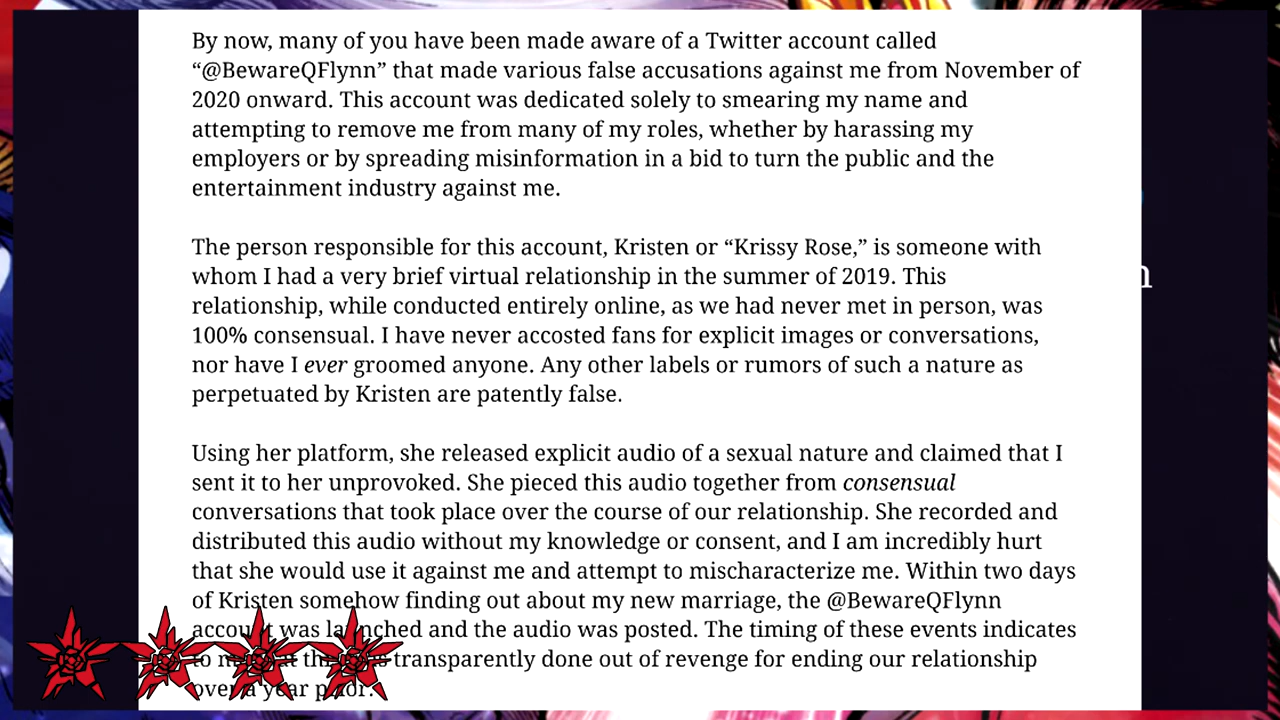 By now, many of you have been made aware of a Twitter account called
“@BewareQFlynn” that made various false accusations against me from November of
2020 onward. This account was dedicated solely to smearing my name and
attempting to remove me from many of my roles, whether by harassing my
employers or by spreading misinformation in a bid to turn the public and the
entertainment industry against me.
The person responsible for this account, Kristen or “Krissy Rose,” is someone with
whom I had a very brief virtual relationship in the summer of 2019. This
relationship, while conducted entirely online, as we had never met in person, was
100% consensual. I have never accosted fans for explicit images or conversations,
nor have I ever groomed anyone. Any other labels or rumors of such a nature as
perpetuated by Kristen are patently false.
Using her platform, she released explicit audio of a sexual nature and claimed that I
sent it to her unprovoked. She pieced this audio together from consensual
conversations that took place over the course of our relationship. She recorded and
distributed this audio without my knowledge or consent, and I am incredibly hurt
that she would use it against me and attempt to mischaracterize me. Within two days
of Kristen somehow finding out about my new marriage, the @BewareQFlynn
account was launched and the audio was posted. The timing of these events indicates
to transparently done out of revenge for ending our relationship
over a year prior.